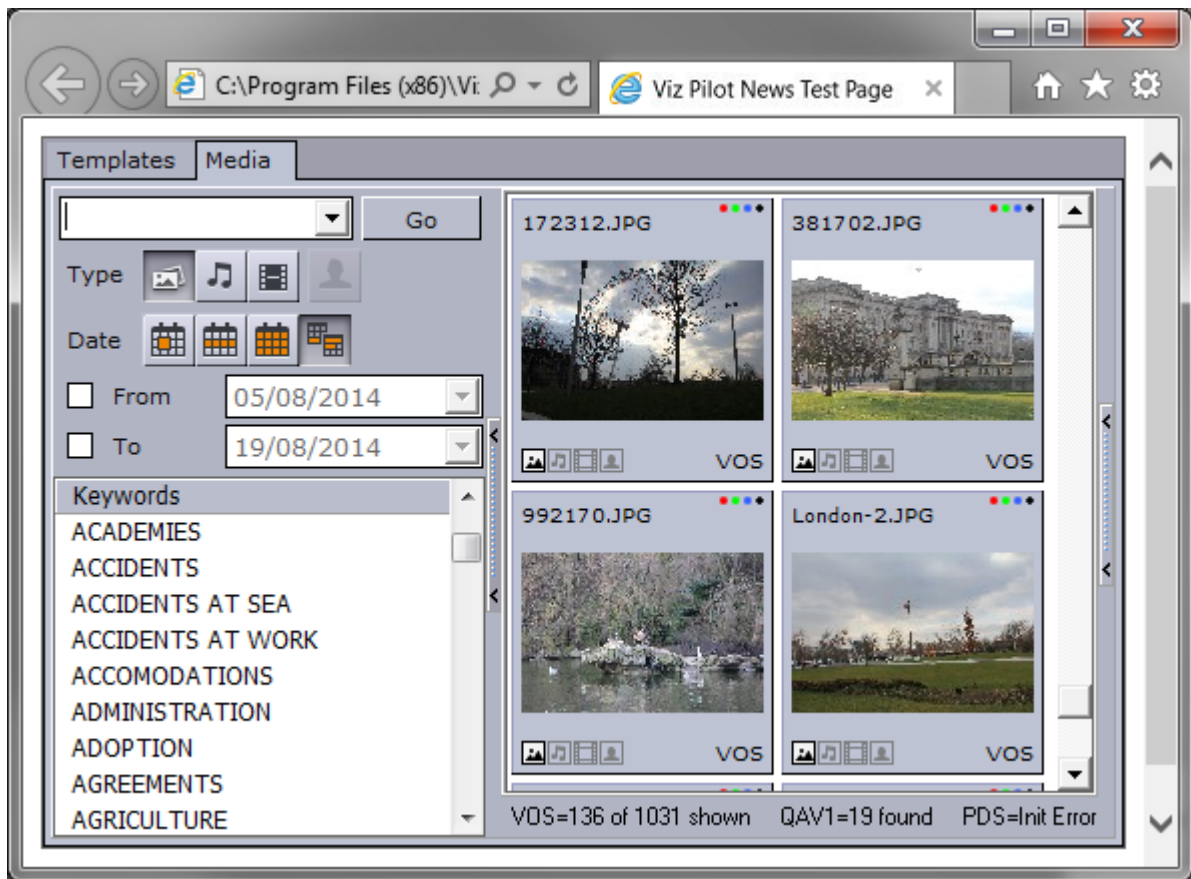 C:\Program Files (x86)\Vi:
Viz Pilot News Test Page
Templates
Media
Go
Type
Date
From
05/08/2014
To
19/08/2014
Keywords
ACADEMIES
ACCIDENTS
ACCIDENTS AT SEA
ACCIDENTS AT WORK
ACCOMODATIONS
ADMINISTRATION
ADOPTION
AGREEMENTS
AGRICULTURE
172312.JPG
VOS
381702.JPG
VOS
992170.JPG
VOS
London-2.JPG
VOS
VOS=136 of 1031 shown
QAV1=19 found
PDS=Init Error